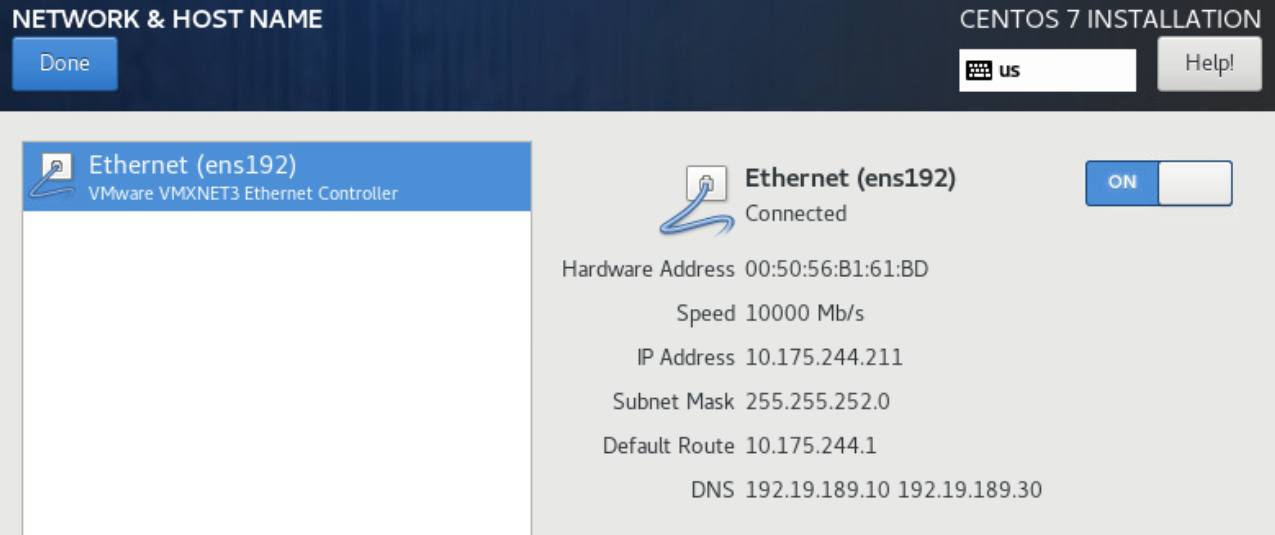 NETWORK & HOST NAME
CENTOS 7 INSTALLATION
Done
us
Help!
Ethernet (ens192)
VMware VMXNET3 Ethernet Controller
Ethernet (ens192)
Connected
ON
Hardware Address 00:50:56:B1:61:BD
Speed 10000 Mb/s
IP Address 10.175.244.211
Subnet Mask 255.255.252.0
Default Route 10.175.244.1
DNS 192.19.189.10 192.19.189.30